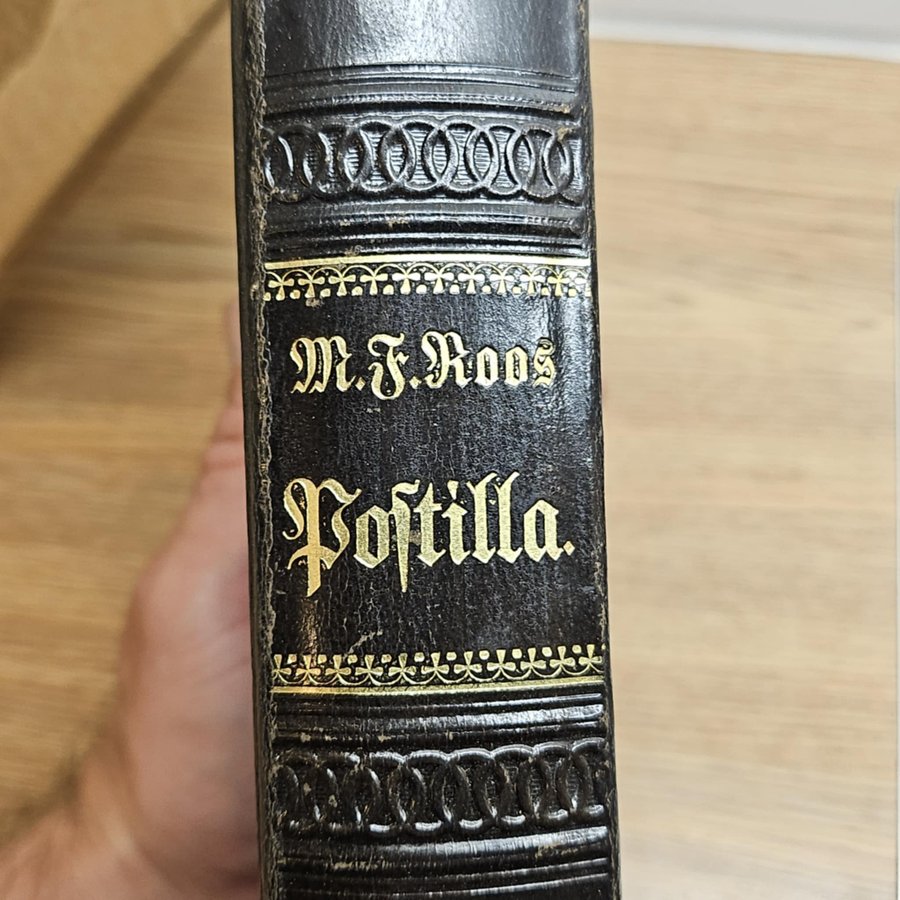 M. F. Roos
Poſtilla.